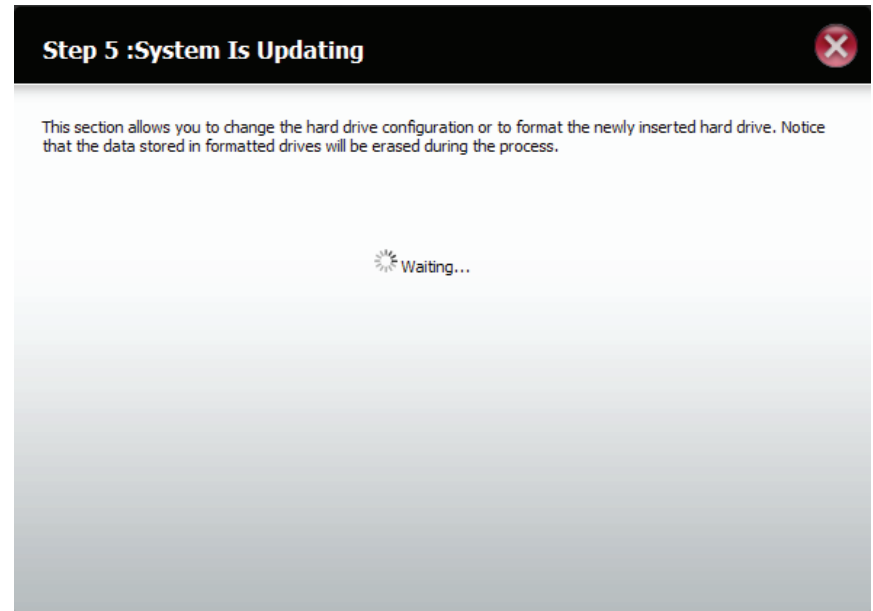 Step 5 :System Is Updating
This section allows you to change the hard drive configuration or to format the newly inserted hard drive. Notice
that the data stored in formatted drives will be erased during the process.
Waiting...